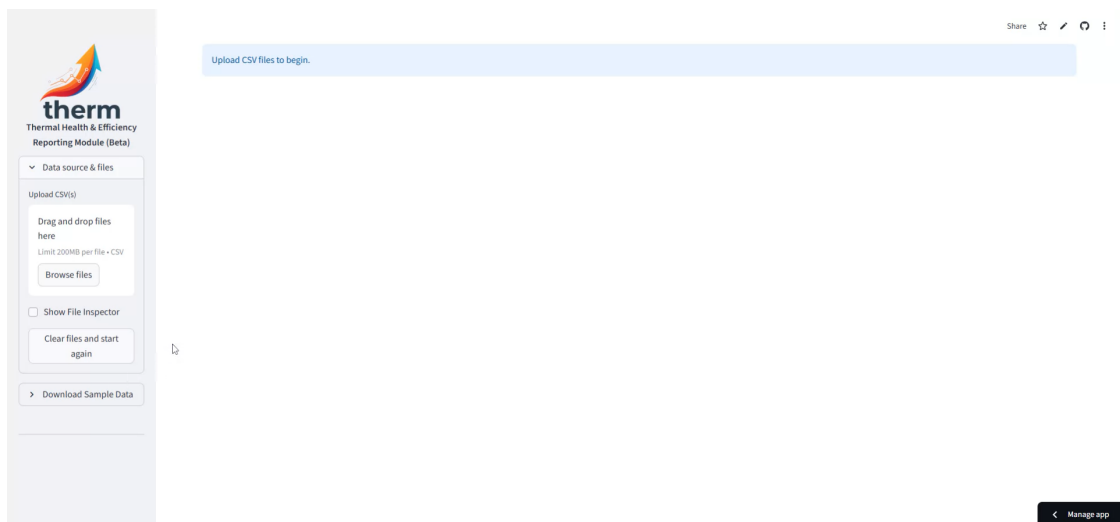 Share
Upload CSV files to begin.
therm
Thermal Health & Efficiency
Reporting Module (Beta)
Data source & files
Upload CSV(s)
Drag and drop files
here
Limit 200MB per file • CSV
Browse files
Show File Inspector
Clear files and start
again
Download Sample Data
Manage app